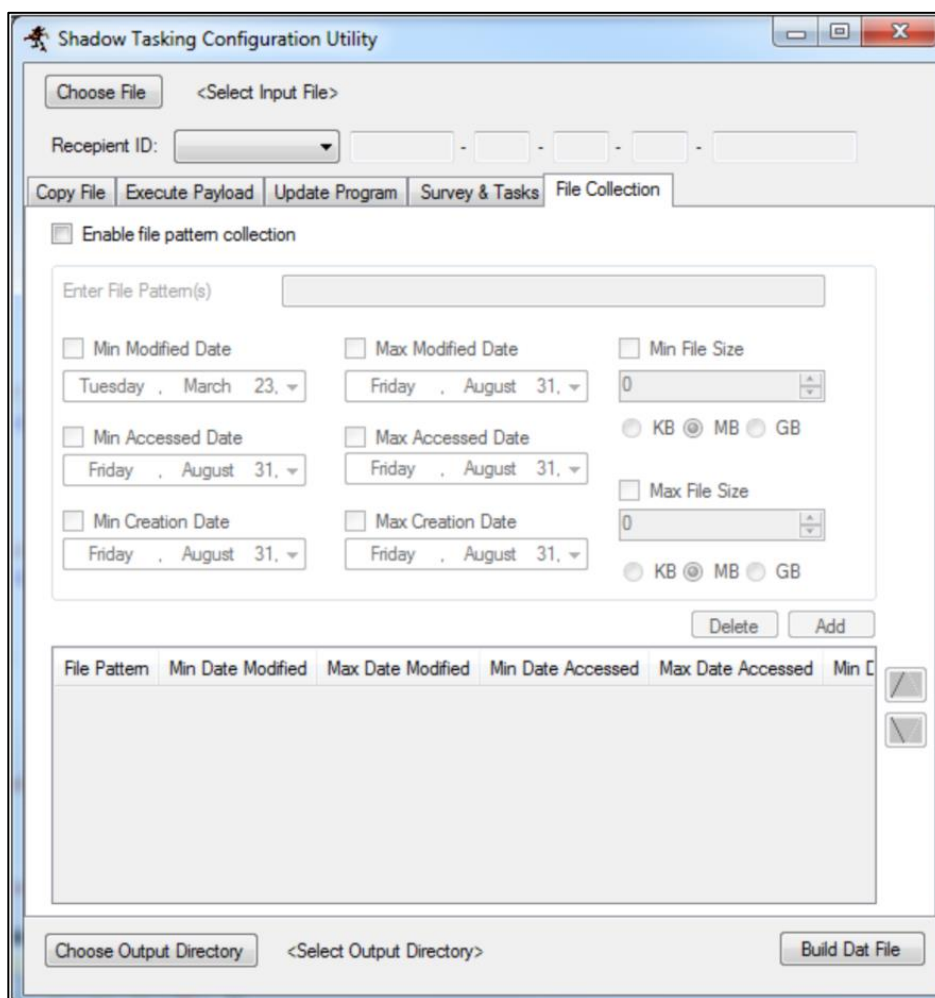 Shadow Tasking Configuration Utility
Choose File <Select Input File>
Recepient ID: - - - -
Copy File Execute Payload Update Program Survey & Tasks File Collection
Enable file pattern collection
Enter File Pattern(s)
Min Modified Date Max Modified Date Min File Size
Tuesday , March 23, Friday , August 31, 0
KB MB GB
Min Accessed Date Max Accessed Date
Friday , August 31, Friday , August 31,
Max File Size
Min Creation Date Max Creation Date 0
Friday , August 31, Friday , August 31,
KB MB GB
Delete Add
File Pattern Min Date Modified Max Date Modified Min Date Accessed Max Date Accessed Min D
Choose Output Directory <Select Output Directory> Build Dat File